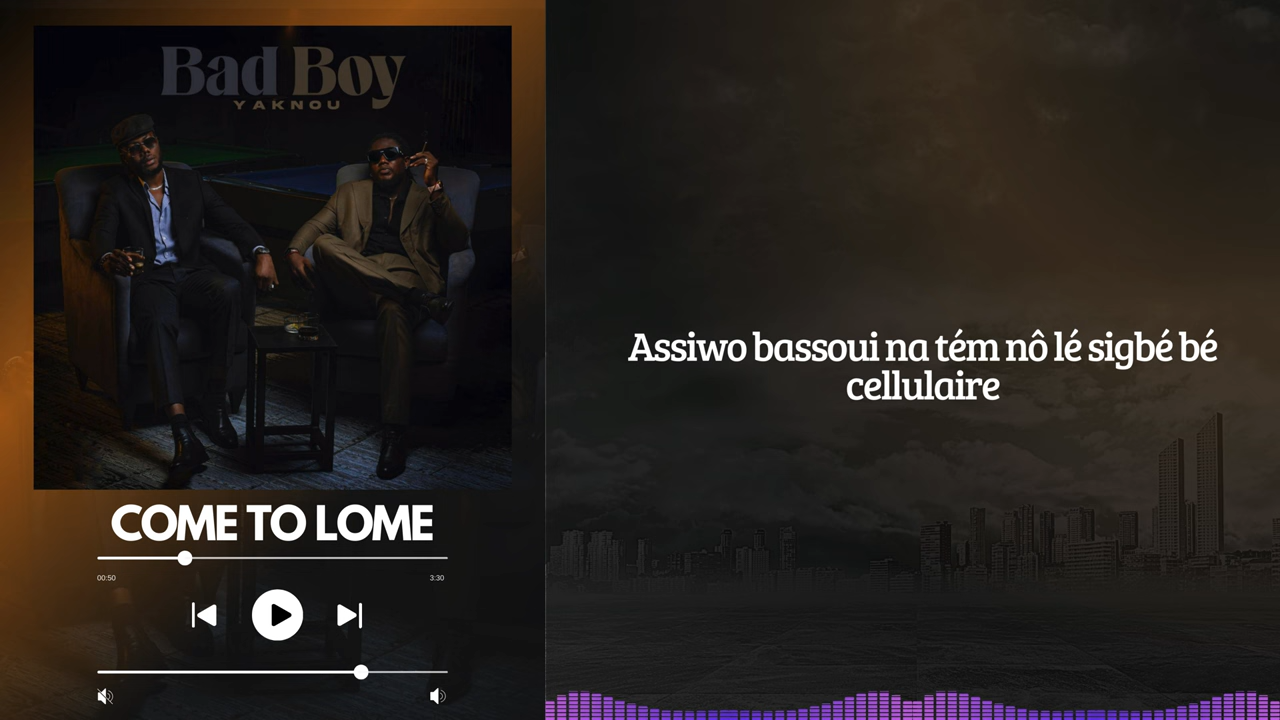 Bad Boy
YAKNOU
COME TO LOME
00:50
3:30
Assiwo bassoui na tém nô lé sigbé bé
cellulaire